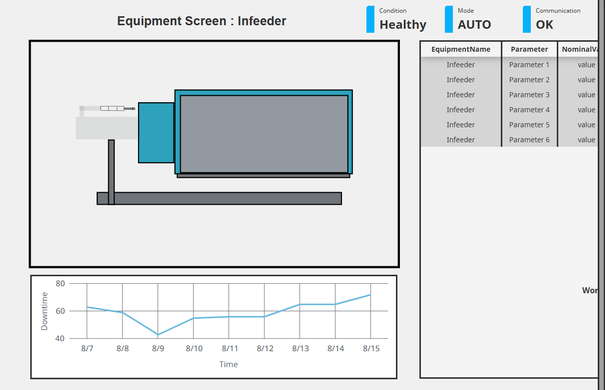 Equipment Screen : Infeeder
Condition
Healthy
Mode
AUTO
Communication
OK
EquipmentName Parameter
Infeeder Parameter 1 value
Infeeder Parameter 2 value
Infeeder Parameter 3 value
Infeeder Parameter 4 value
Infeeder Parameter 5 value
Infeeder Parameter 6 value
80
60
40
Downtime
8/7 8/8 8/9 8/10 8/11 8/12 8/13 8/14 8/15
Time